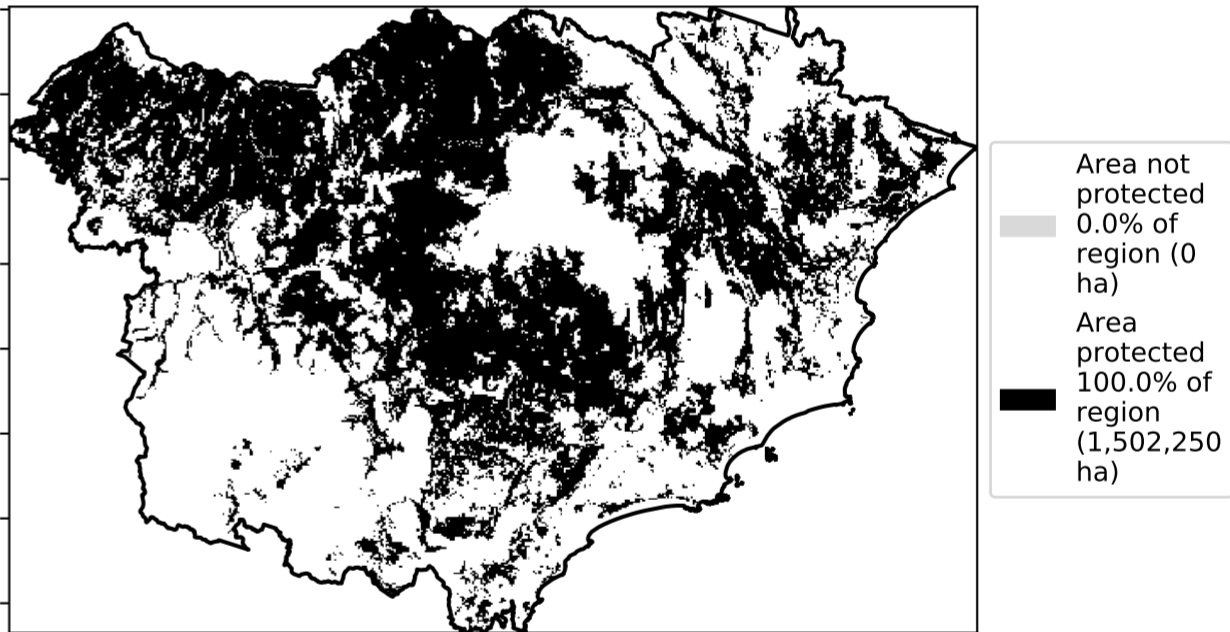 Area not
protected
0.0% of
region (0
ha)
Area
protected
100.0% of
region
(1,502,250
ha)